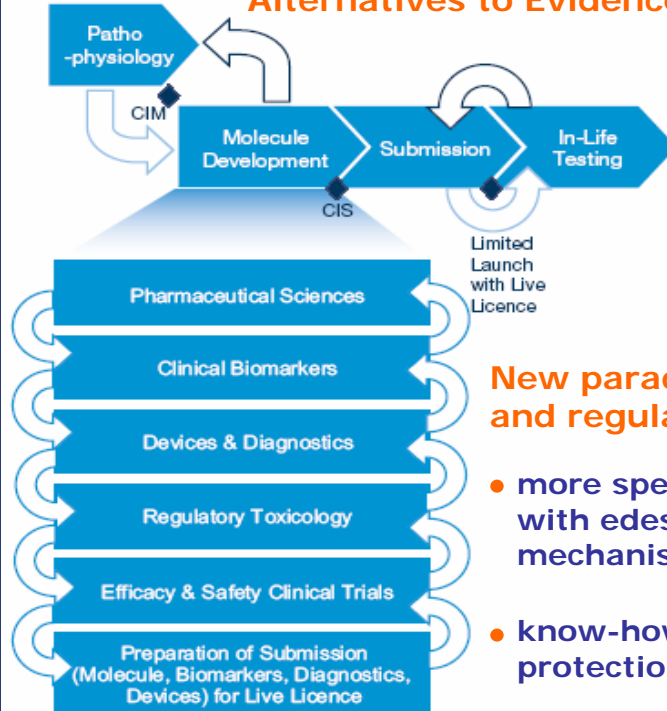 Alternatives to Evidence
Patho
-physiology
CIM
Molecule
Development
Submission
In-Life
Testing
CIS
Limited
Launch
with Live
Licence
Pharmaceutical Sciences
Clinical Biomarkers
Devices & Diagnostics
Regulatory Toxicology
Efficacy & Safety Clinical Trials
Preparation of Submission
(Molecule, Biomarkers, Diagnostics,
Devices) for Live Licence
New parad
and regula
• more spe
with edes
mechanis
• know-how
protection